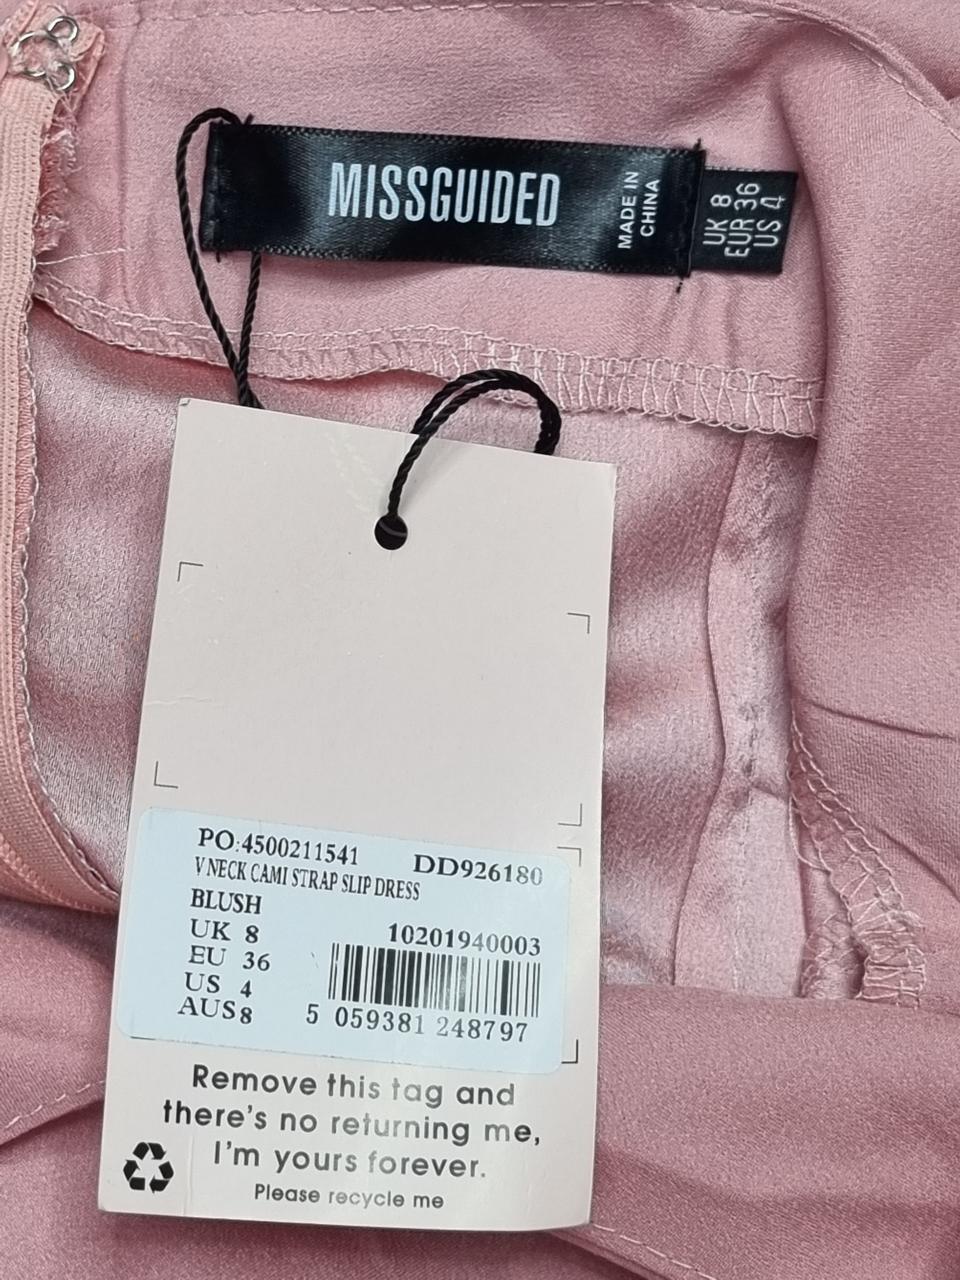 MISSGUIDED
MADE IN
CHINA
UK 8
EUR 36
US 4
PO:4500211541
DD926180
V NECK CAMI STRAP SLIP DRESS
BLUSH
UK 8
EU 36
US 4
AUS 8
10201940003
5 059381 248797
Remove this tag and
there's no returning me,
I'm yours forever.
Please recycle me